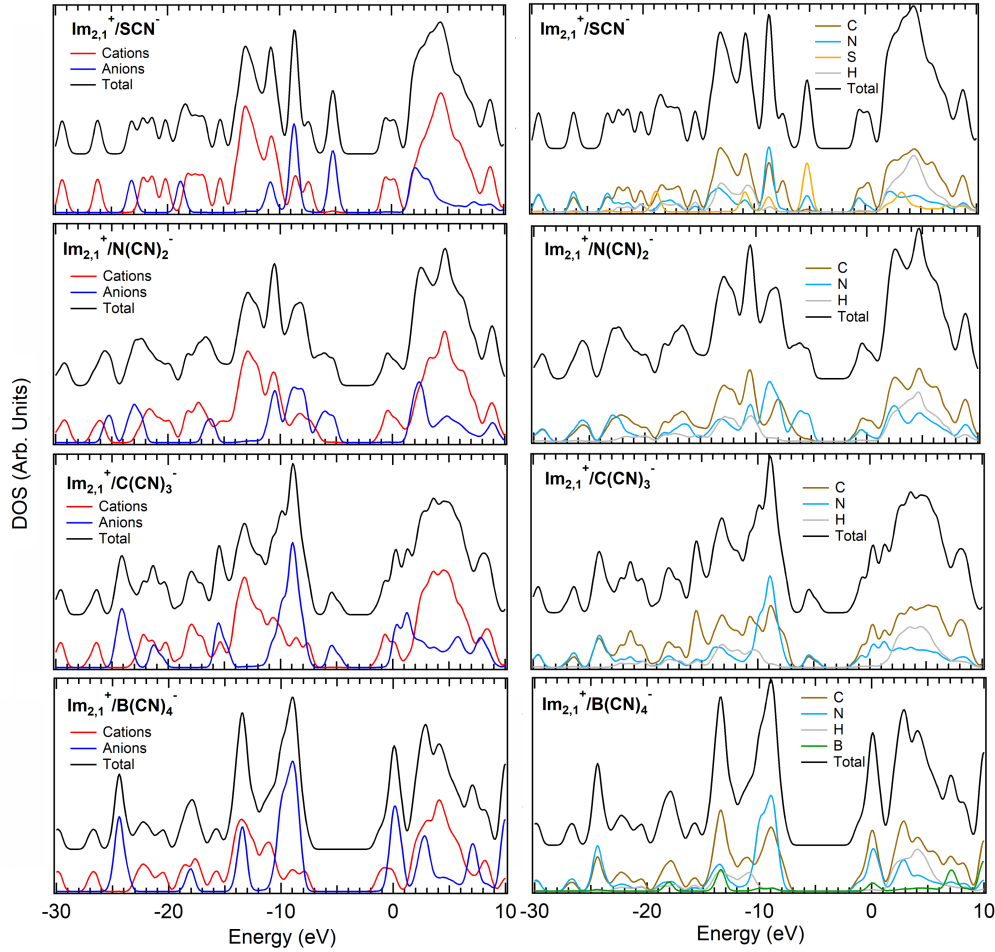 DOS (Arb. Units)
Im2,1+/SCN-
Cations
Anions
Total
Im2,1+/SCN-
C
N
S
H
Total
Im2,1+/N(CN)2-
Cations
Anions
Total
Im2,1+/N(CN)2-
C
N
H
Total
Im2,1+/C(CN)3-
Cations
Anions
Total
Im2,1+/C(CN)3-
C
N
H
Total
Im2,1+/B(CN)4-
Cations
Anions
Total
Im2,1+/B(CN)4-
C
N
H
B
Total
-30 -20 -10 0 10
-30 -20 -10 0 10
Energy (eV)
Energy (eV)